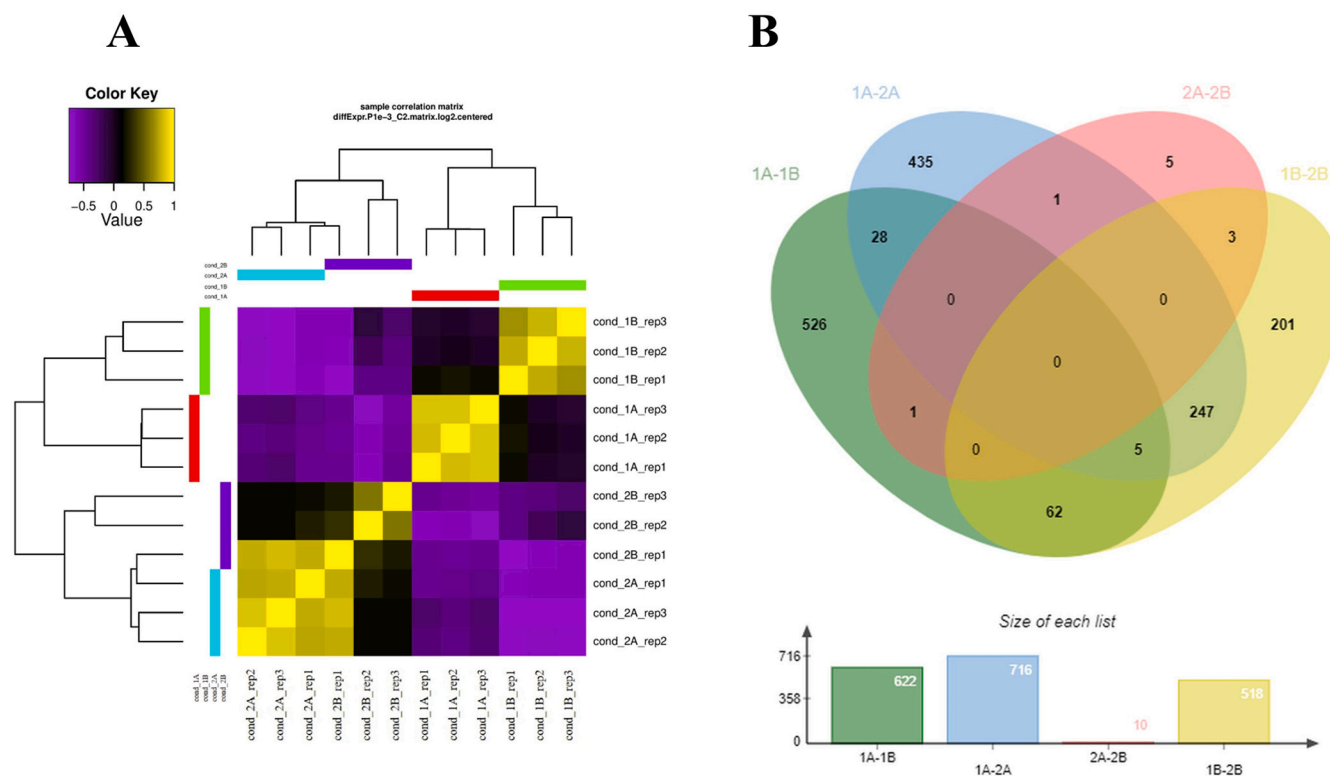 A
Color Key
−0.5 0 0.5 1
Value
sample correlation matrix
diffExpr.P1e−3_C2.matrix.log2.centered
cond_2B
cond_2A
cond_1B
cond_1A
cond_1B_rep3
cond_1B_rep2
cond_1B_rep1
cond_1A_rep3
cond_1A_rep2
cond_1A_rep1
cond_2B_rep3
cond_2B_rep2
cond_2B_rep1
cond_2A_rep1
cond_2A_rep3
cond_2A_rep2
cond_1A
cond_1B
cond_2A
cond_2B
cond_2A_rep2
cond_2A_rep3
cond_2A_rep1
cond_2B_rep1
cond_2B_rep2
cond_2B_rep3
cond_1A_rep1
cond_1A_rep2
cond_1A_rep3
cond_1B_rep1
cond_1B_rep2
cond_1B_rep3
B
1A-2A
2A-2B
1A-1B
1B-2B
435
5
1
28
3
0
0
526
201
0
1
247
0
5
62
Size of each list
716
358
0
622
716
10
518
1A-1B
1A-2A
2A-2B
1B-2B